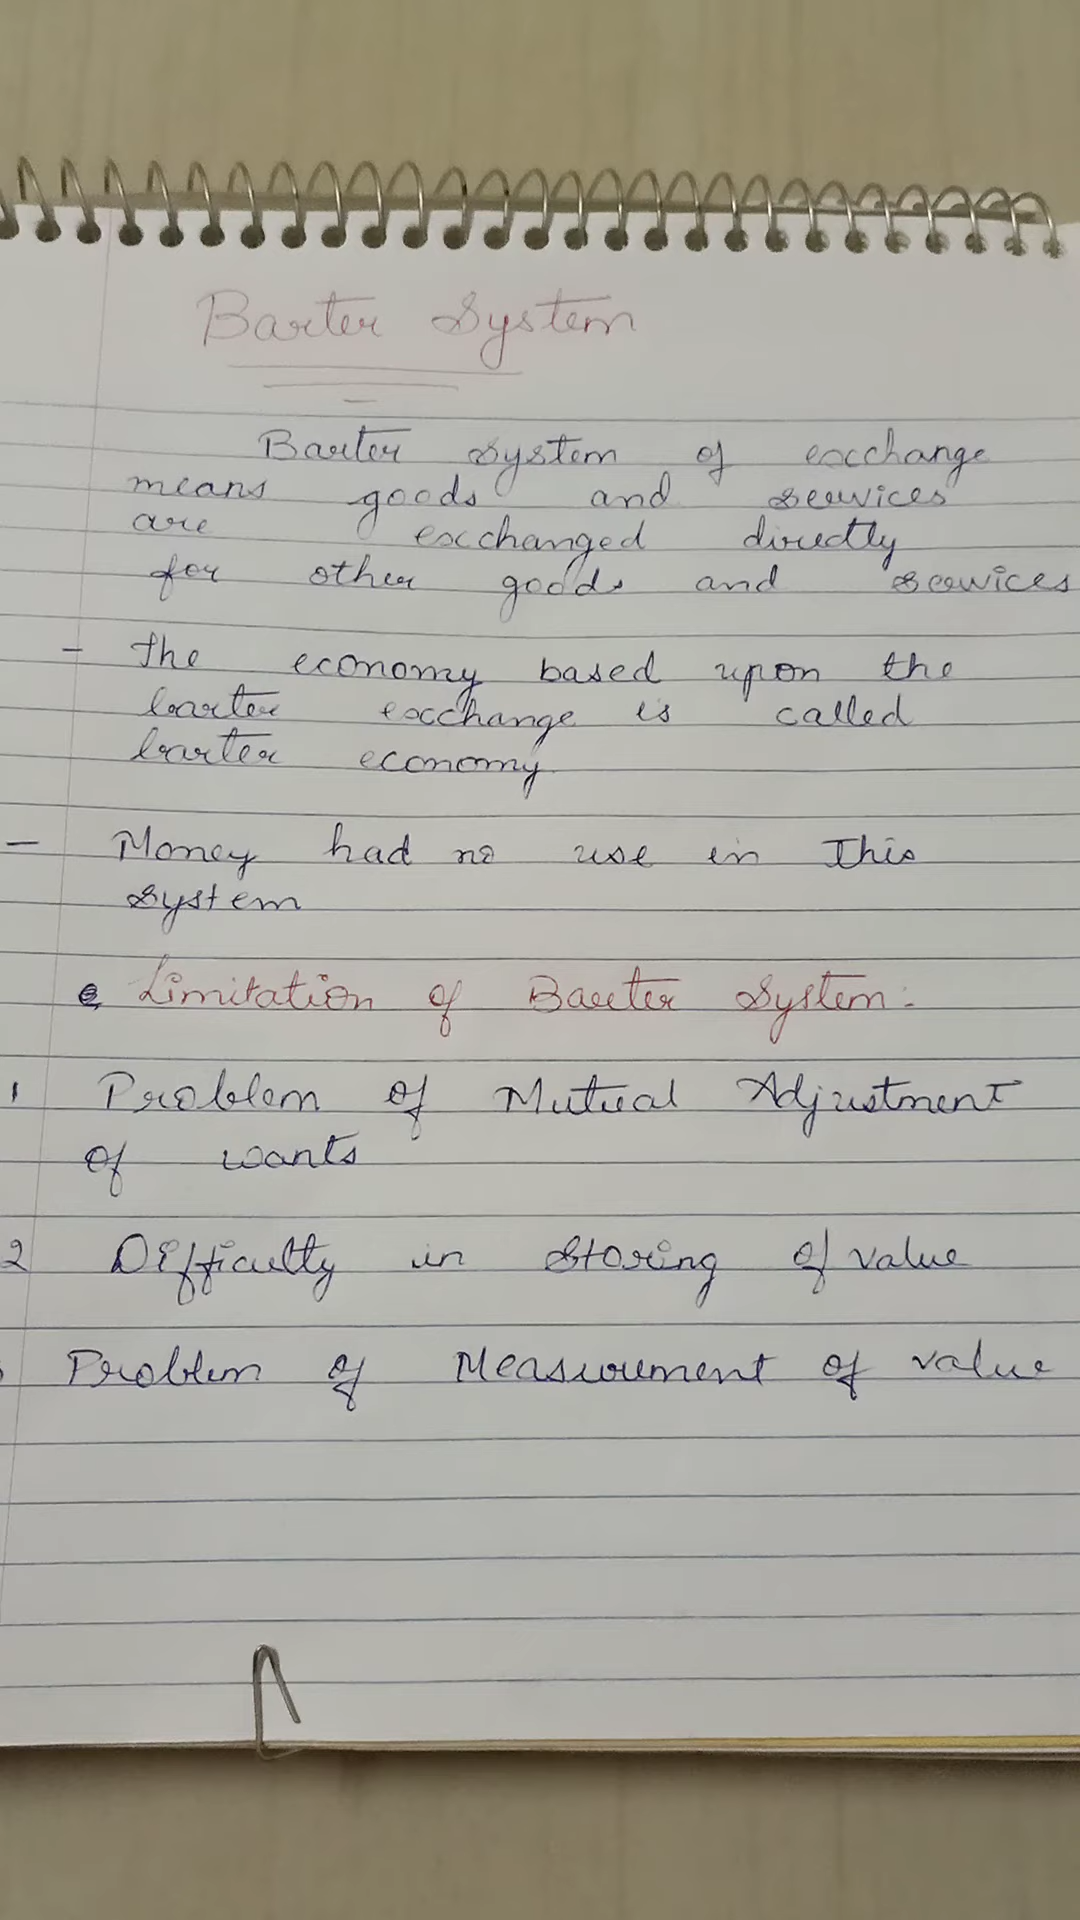 Barter System
Barter system of exchange
means goods and services
are exchanged directly
for other goods and services
- The economy based upon the
barter exchange is called
barter economy
- Money had no use in This
system
Limitation of Barter System:
1 Problem of Mutual Adjustment
of wants
2 Difficulty in Storing of value
Problem of Measurement of value